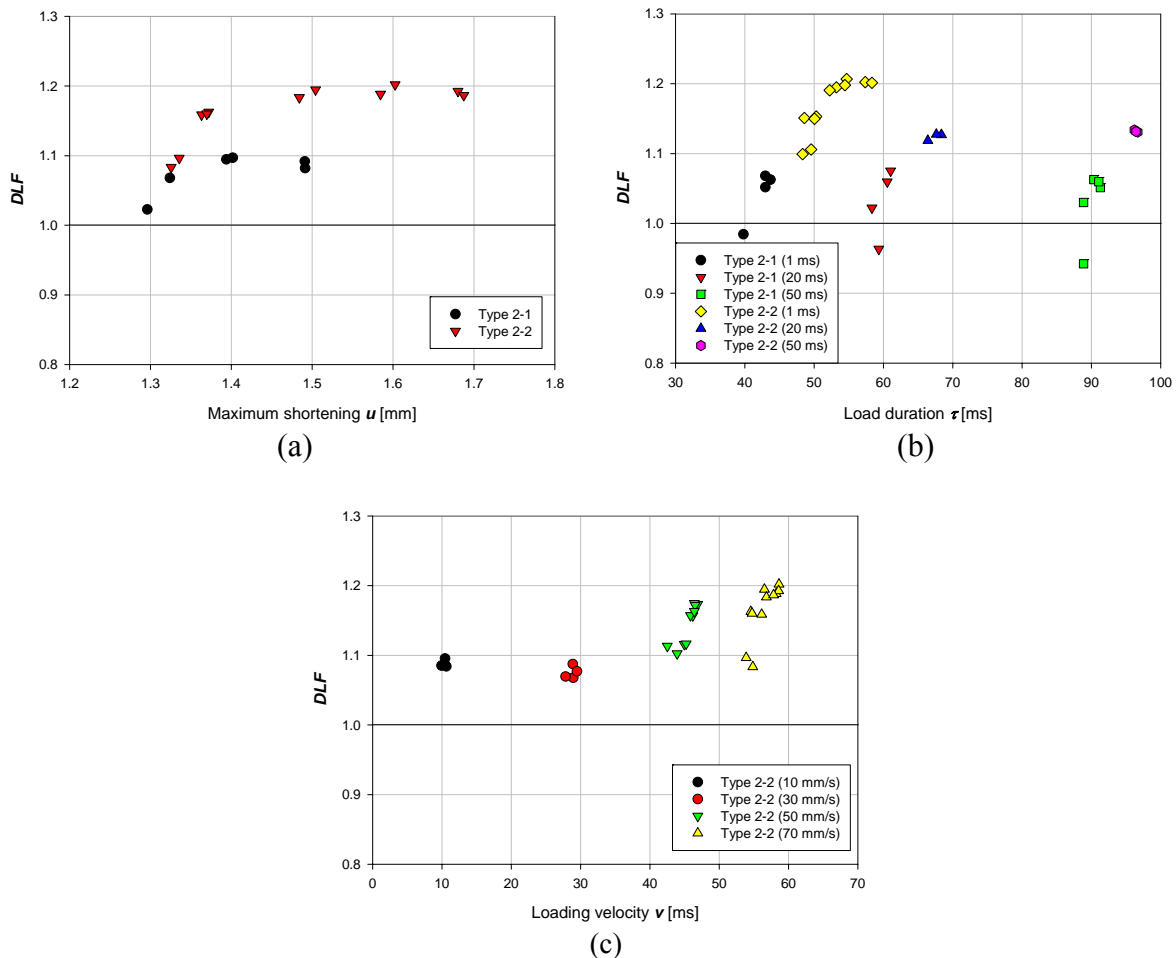 1.3
1.2
1.1
1.0
0.9
0.8
DLF
1.2 1.3 1.4 1.5 1.6 1.7 1.8
Maximum shortening u [mm]
Type 2-1
Type 2-2
(a)
1.3
1.2
1.1
1.0
0.9
0.8
DLF
30 40 50 60 70 80 90 100
Load duration τ [ms]
Type 2-1 (1 ms)
Type 2-1 (20 ms)
Type 2-1 (50 ms)
Type 2-2 (1 ms)
Type 2-2 (20 ms)
Type 2-2 (50 ms)
(b)
1.3
1.2
1.1
1.0
0.9
0.8
DLF
0 10 20 30 40 50 60 70
Loading velocity v [ms]
Type 2-2 (10 mm/s)
Type 2-2 (30 mm/s)
Type 2-2 (50 mm/s)
Type 2-2 (70 mm/s)
(c)